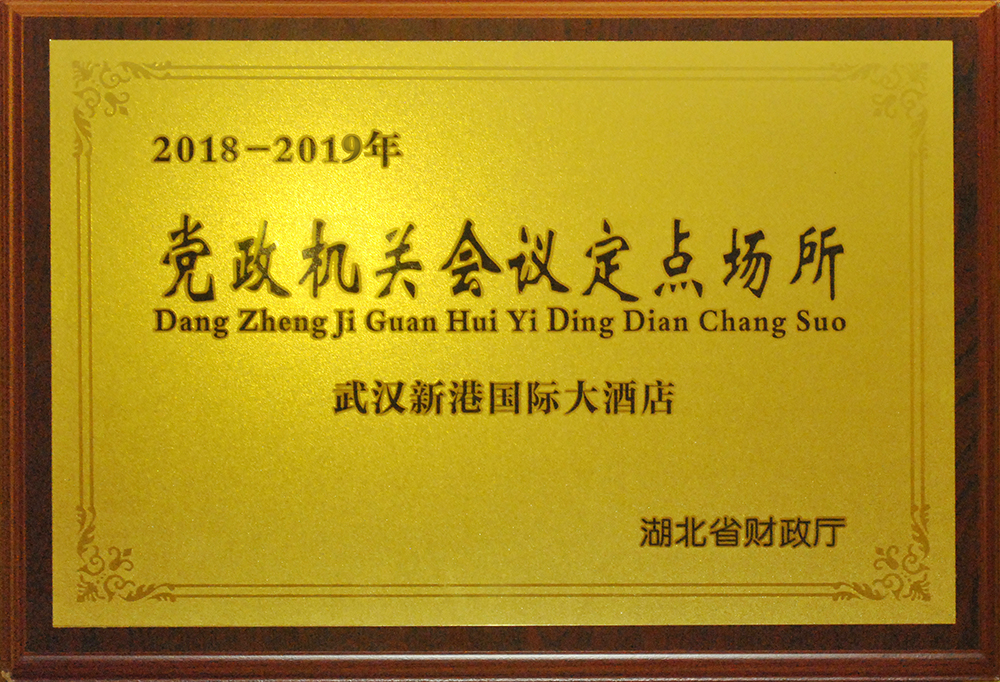 2018-2019年
党政机关会议定点场所
Dang Zheng Ji Guan Hui Yi Ding Dian Chang Suo
武汉新港国际大酒店
湖北省财政厅